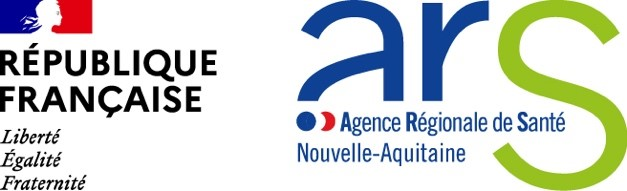 RÉPUBLIQUE
FRANÇAISE
Liberté
Égalité
Fraternité
ars
Agence Régionale de Santé
Nouvelle-Aquitaine